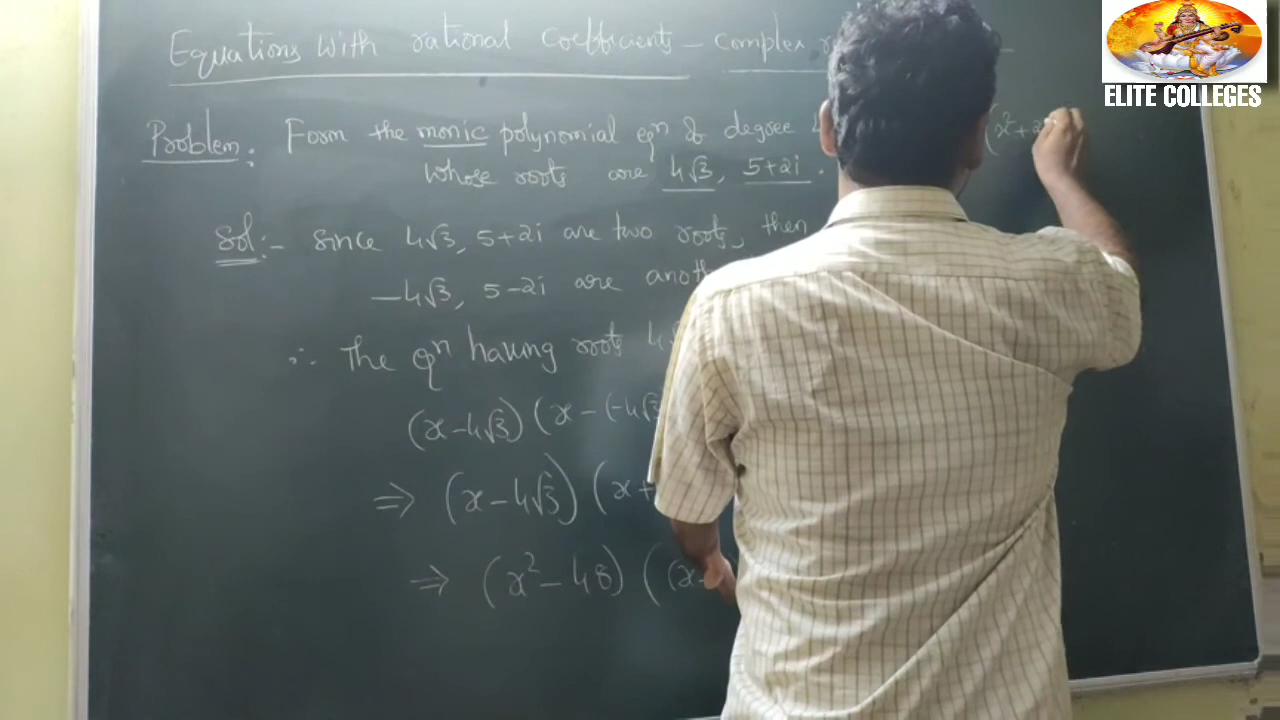 Equations with rational coefficients – complex
Problem: Form the monic polynomial eqn of degree
whose roots are 4√3, 5+2i.
Sol:- Since 4√3, 5+2i are two roots, then
-4√3, 5-2i are
∴ The eqn having roots
(x-4√3) (x-(-4√3
⇒ (x-4√3) (x+
⇒ (x²-48) ((x-
(x²+
ELITE COLLEGES